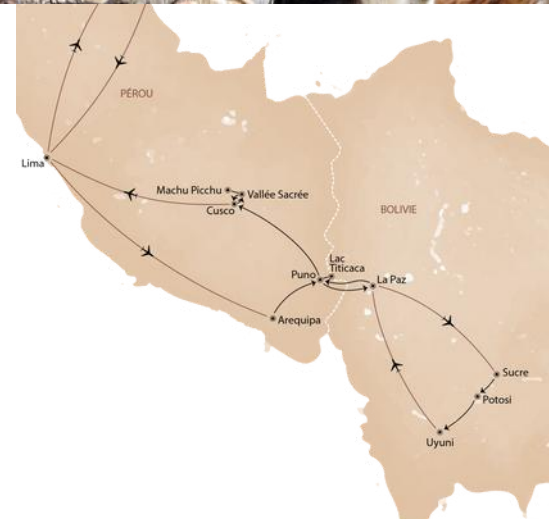 PÉROU
Lima
Machu Picchu
Vallée Sacrée
Cusco
BOLIVIE
Lac
Titicaca
Puno
La Paz
Arequipa
Sucre
Potosi
Uyuni